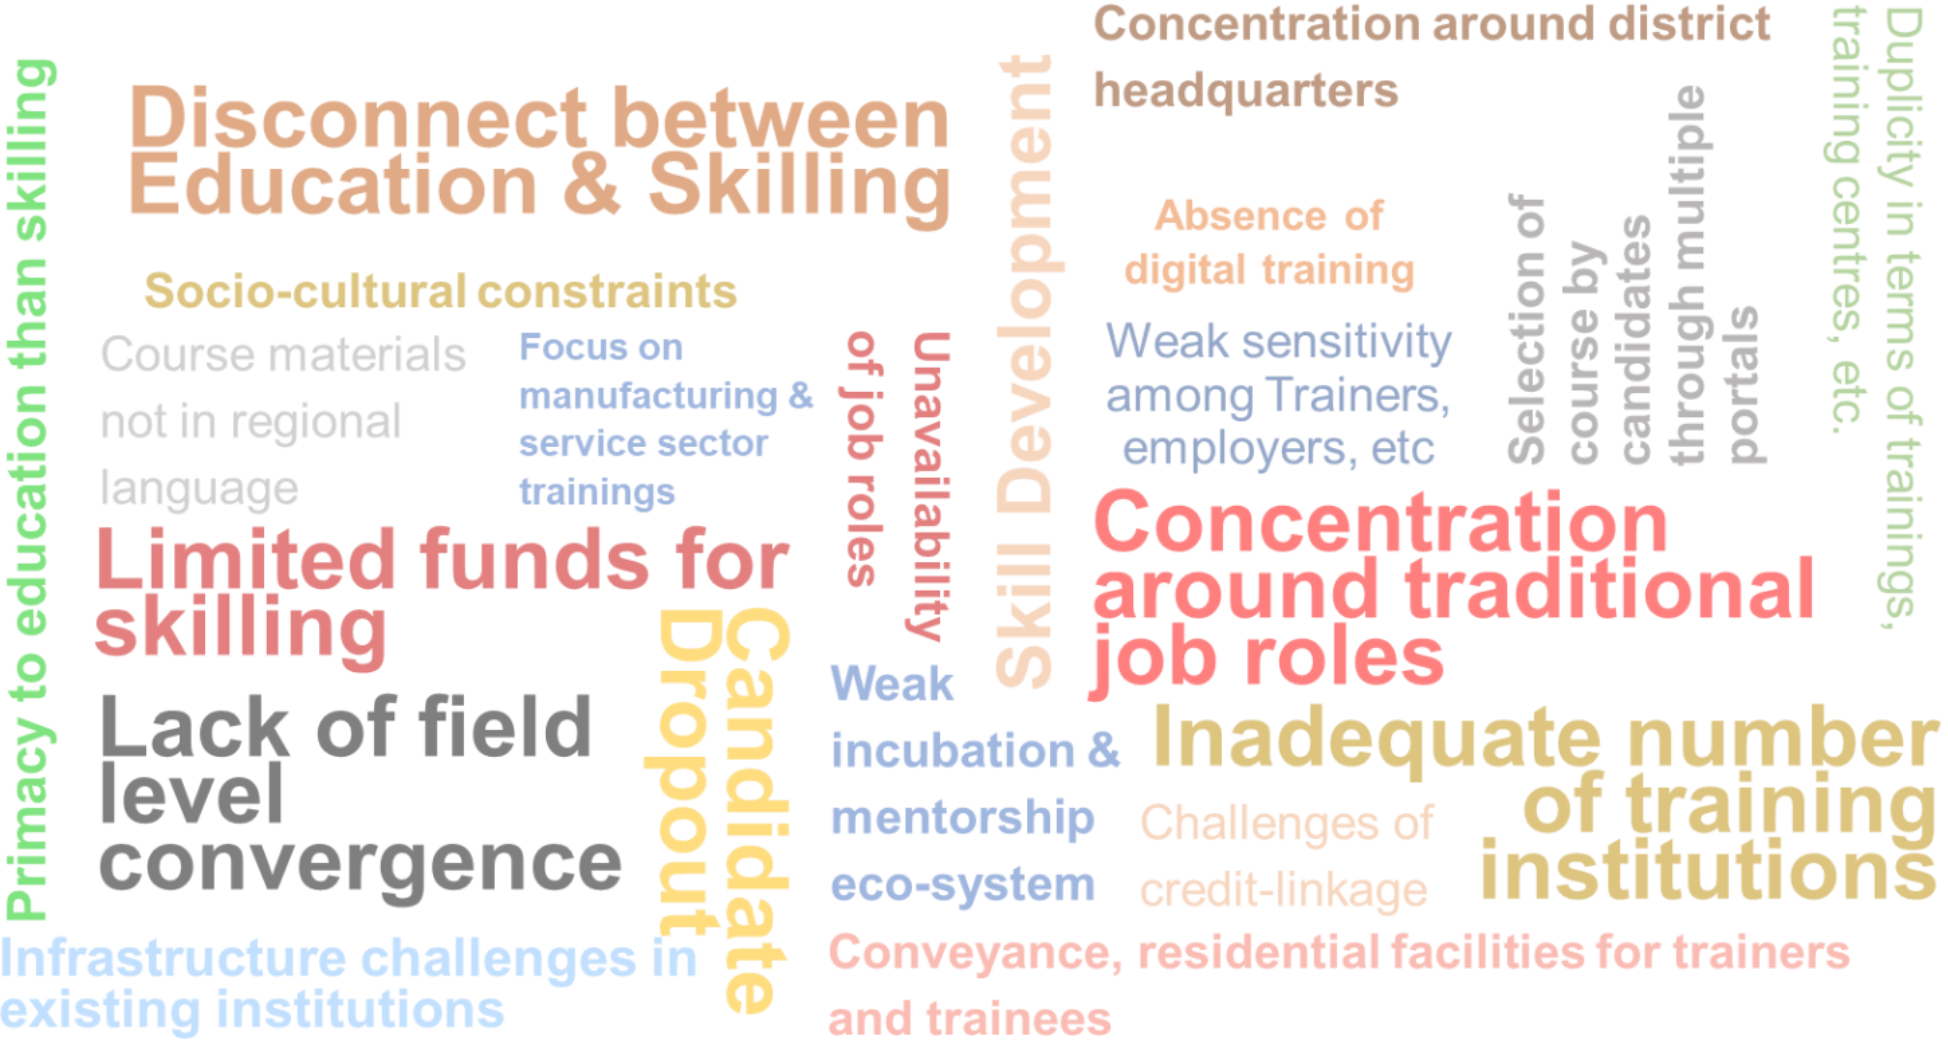 Primacy to education than skilling
Disconnect between
Education & Skilling
Socio-cultural constraints
Course materials
not in regional
language
Focus on
manufacturing &
service sector
trainings
Unavailability
of job roles
Skill Development
Concentration around district
headquarters
Absence of
digital training
Weak sensitivity
among Trainers,
employers, etc
Selection of
course by
candidates
through multiple
portals
Duplicity in terms of trainings,
training centres, etc.
Limited funds for
skilling
Candidate
Dropout
Concentration
around traditional
job roles
Lack of field
level
convergence
Weak
incubation &
mentorship
eco-system
Inadequate number
of training
institutions
Challenges of
credit-linkage
Infrastructure challenges in
existing institutions
Conveyance, residential facilities for trainers
and trainees